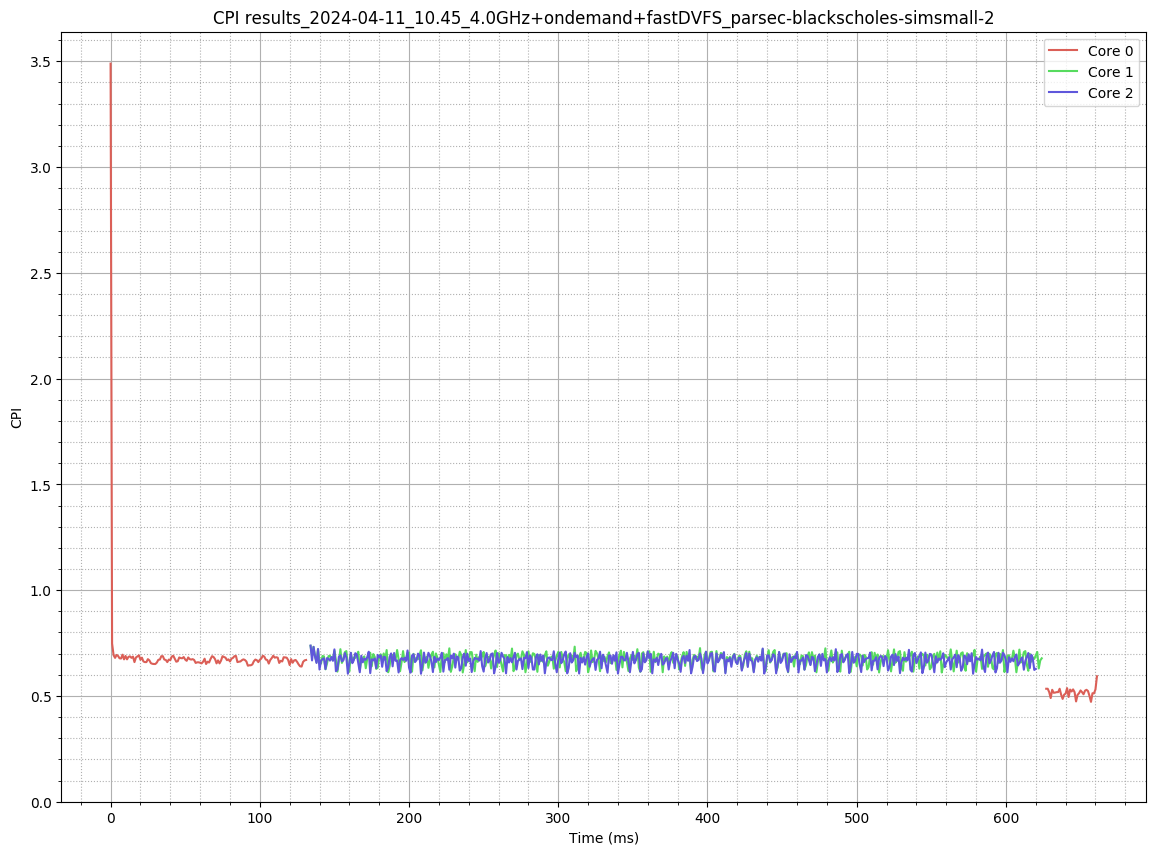 CPI results_2024-04-11_10.45_4.0GHz+ondemand+fastDVFS_parsec-blackscholes-simsmall-2
Core 0
Core 1
Core 2
3.5
3.0
2.5
2.0
1.5
1.0
0.5
0.0
CPI
0 100 200 300 400 500 600
Time (ms)